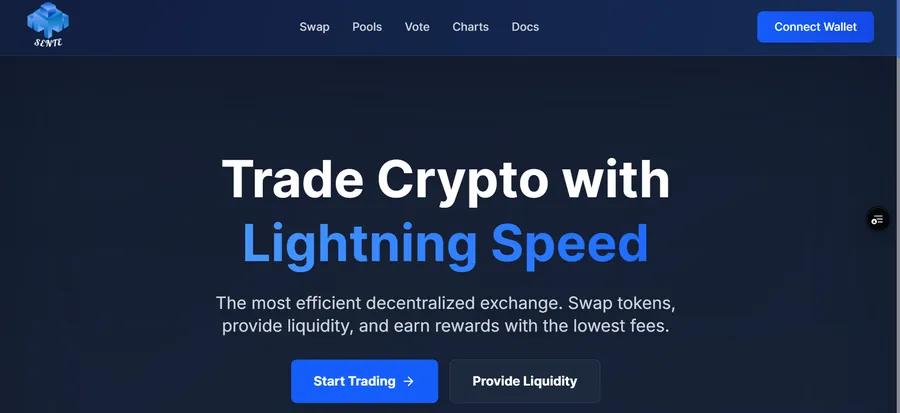 SENTE
Swap
Pools
Vote
Charts
Docs
Connect Wallet
Trade Crypto with
Lightning Speed
The most efficient decentralized exchange. Swap tokens,
provide liquidity, and earn rewards with the lowest fees.
Start Trading →
Provide Liquidity